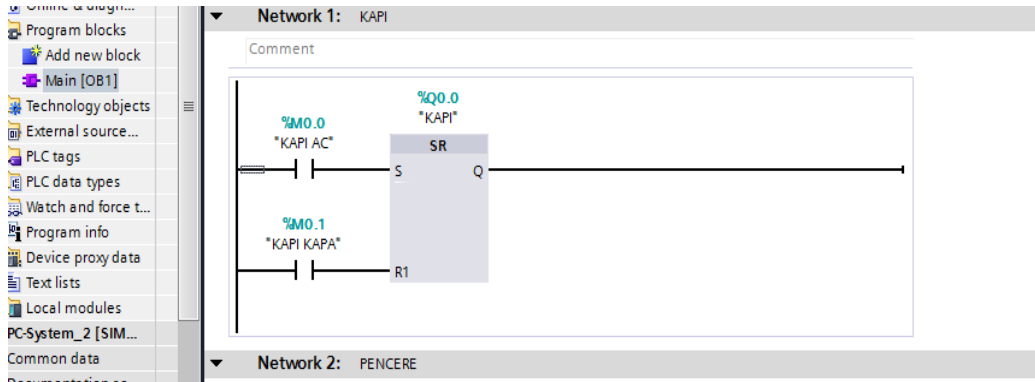 Program blocks
Add new block
Main [OB1]
Technology objects
External source...
PLC tags
PLC data types
Watch and force t...
Program info
Device proxy data
Text lists
Local modules
PC-System_2 [SIM...
Common data
Network 1: KAPI
Comment
%Q0.0
"KAPI"
%M0.0
"KAPI AC"
SR
S Q
%M0.1
"KAPI KAPA"
R1
Network 2: PENCERE